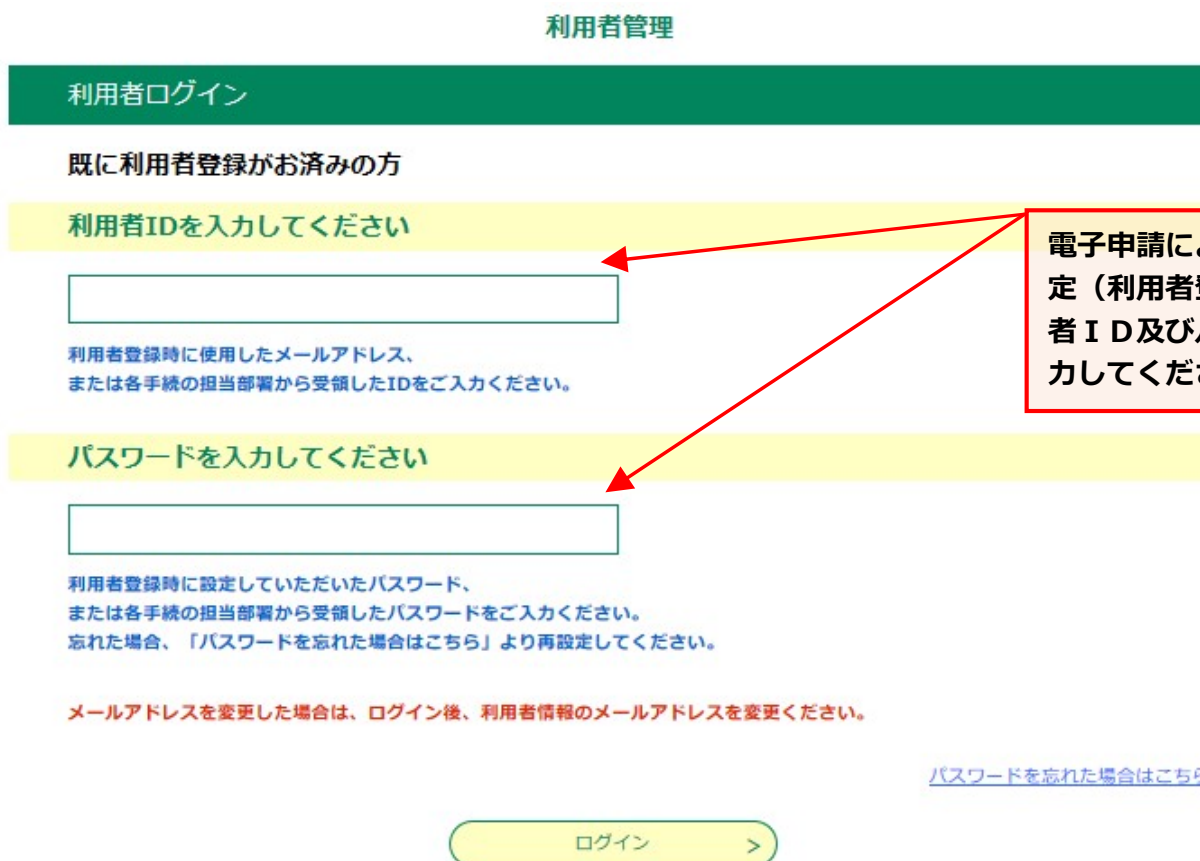 利用者管理
利用者ログイン
既に利用者登録がお済みの方
利用者IDを入力してください
電子申請に
定（利用者
者ＩＤ及び
力してくだ
利用者登録時に使用したメールアドレス、
または各手続の担当部署から受領したIDをご入力ください。
パスワードを入力してください
利用者登録時に設定していただいたパスワード、
または各手続の担当部署から受領したパスワードをご入力ください。
忘れた場合、「パスワードを忘れた場合はこちら」より再設定してください。
メールアドレスを変更した場合は、ログイン後、利用者情報のメールアドレスを変更ください。
パスワードを忘れた場合はこちら
ログイン >